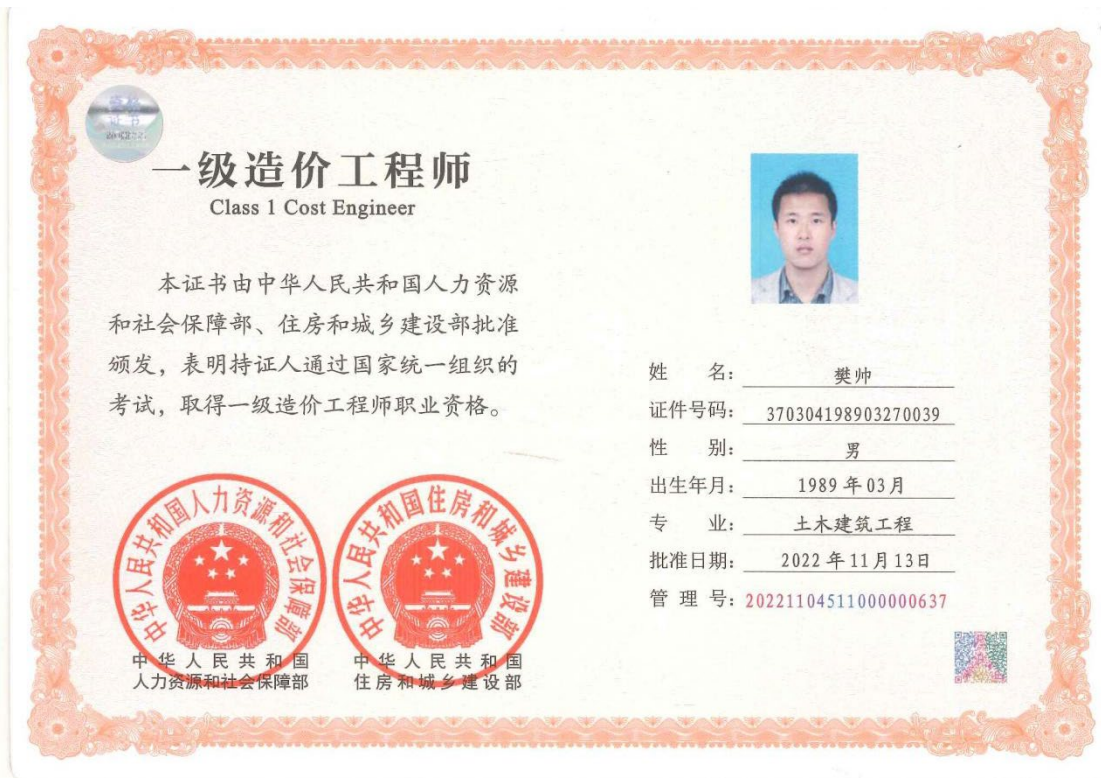 一级造价工程师
Class 1 Cost Engineer
本证书由中华人民共和国人力资源
和社会保障部、住房和城乡建设部批准
颁发，表明持证人通过国家统一组织的
考试，取得一级造价工程师职业资格。
中华人民共和国人力资源和社会保障部
中华人民共和国住房和城乡建设部
中华人民共和国
人力资源和社会保障部
中华人民共和国
住房和城乡建设部
姓 名： 樊帅
证件号码： 370304198903270039
性 别： 男
出生年月： 1989年03月
专 业： 土木建筑工程
批准日期： 2022年11月13日
管 理 号： 20221104511000000637